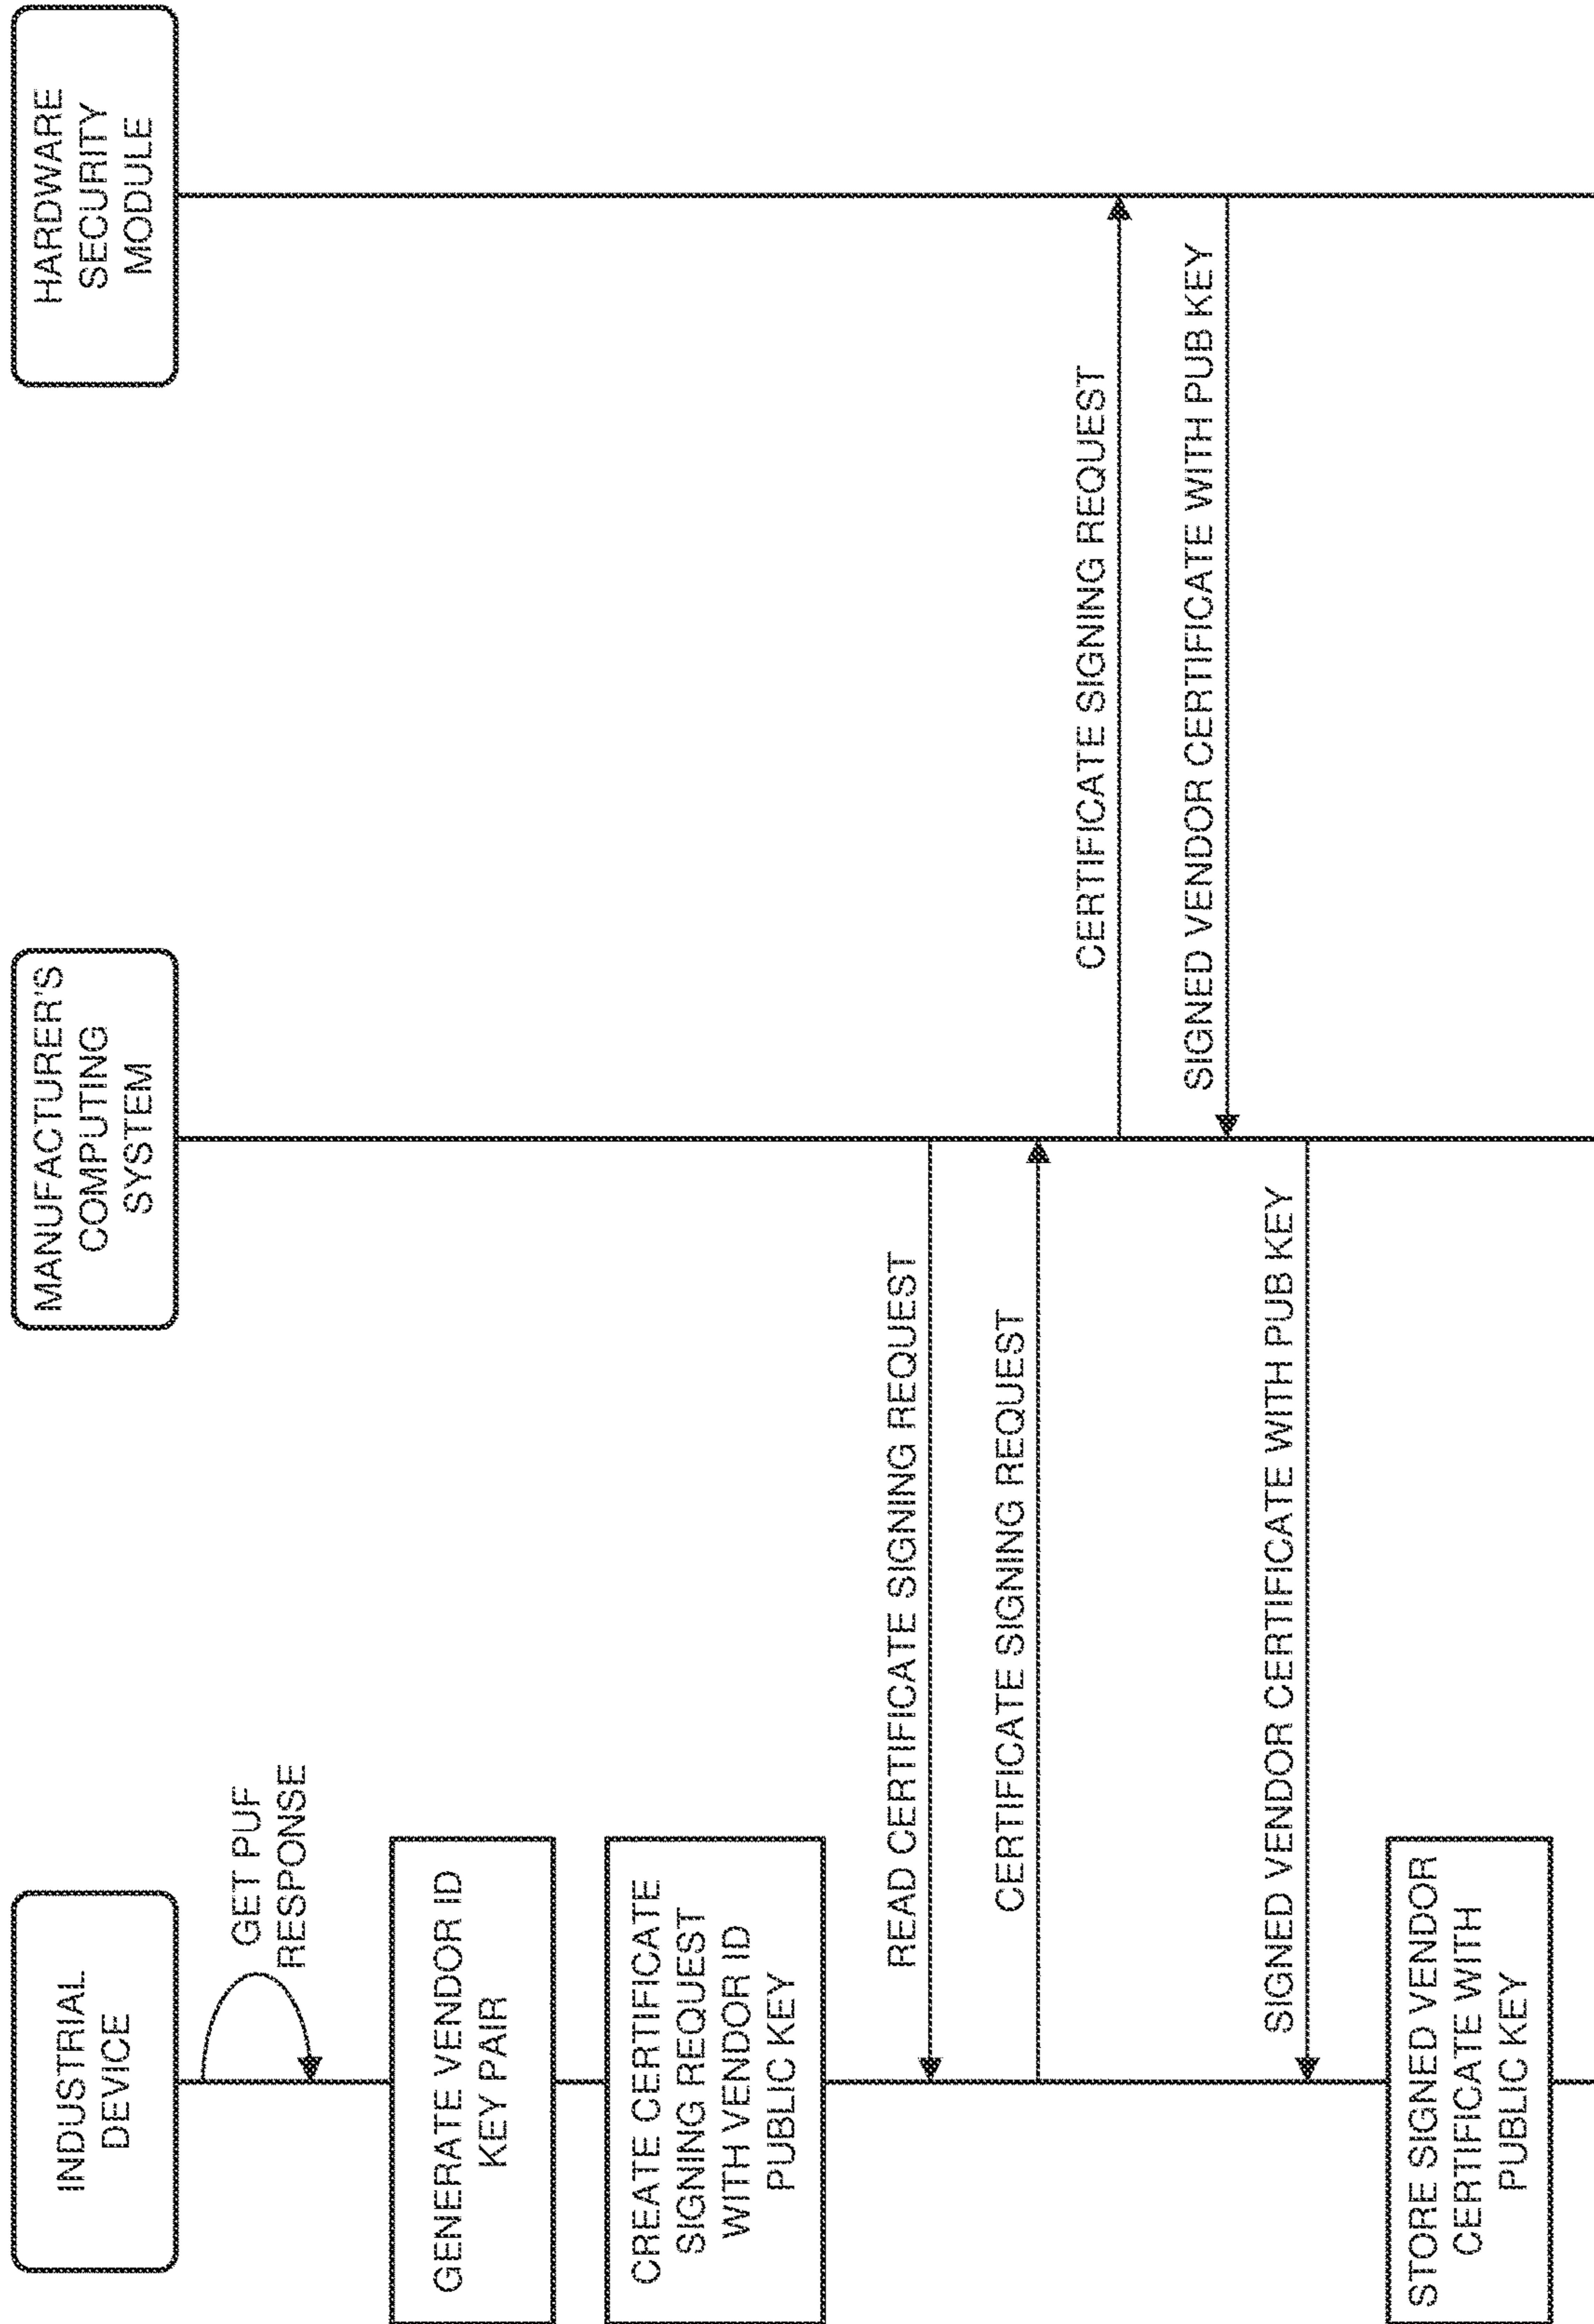 INDUSTRIAL
DEVICE
MANUFACTURER'S
COMPUTING
SYSTEM
HARDWARE
SECURITY
MODULE
GET PUF
RESPONSE
GENERATE VENDOR ID
KEY PAIR
CREATE CERTIFICATE
SIGNING REQUEST
WITH VENDOR ID
PUBLIC KEY
READ CERTIFICATE SIGNING REQUEST
CERTIFICATE SIGNING REQUEST
CERTIFICATE SIGNING REQUEST
SIGNED VENDOR CERTIFICATE WITH PUB KEY
SIGNED VENDOR CERTIFICATE WITH PUB KEY
STORE SIGNED VENDOR
CERTIFICATE WITH
PUBLIC KEY